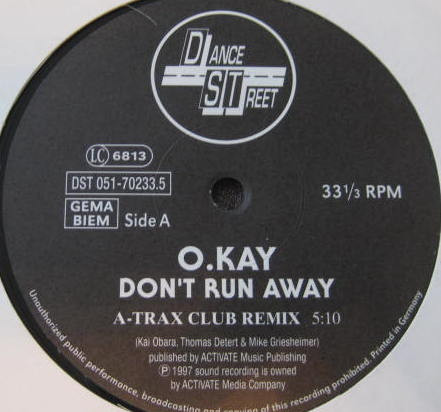 DANCE
STREET
LC 6813
DST 051-70233.5
GEMA
BIEM
Side A
33 1/3 RPM
O.KAY
DON'T RUN AWAY
A-TRAX CLUB REMIX 5:10
(Kai Obara, Thomas Detert & Mike Griesheimer)
published by ACTIVATE Music Publishing
Ⓟ 1997 sound recording is owned
by ACTIVATE Media Company
Unauthorized public performance, broadcasting and copying of this recording prohibited. Printed in Germany